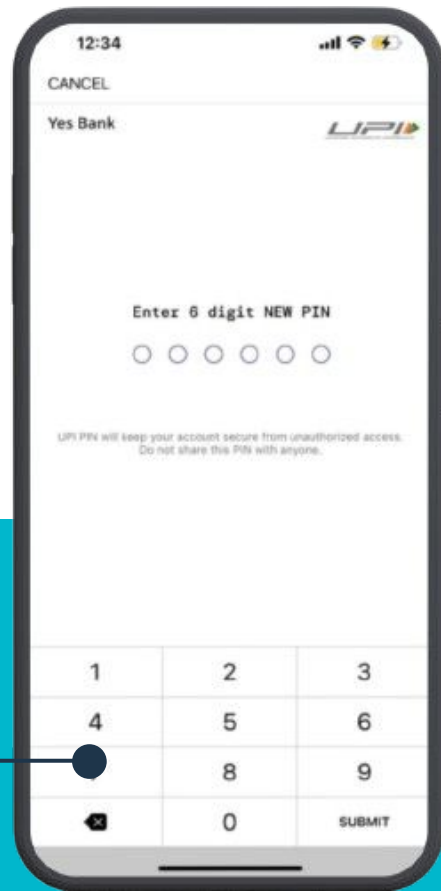 12:34
CANCEL
Yes Bank
UPI
Enter 6 digit NEW PIN
UPI PIN will keep your account secure from unauthorized access.
Do not share this PIN with anyone.
1 2 3
4 5 6
8 9
0 SUBMIT